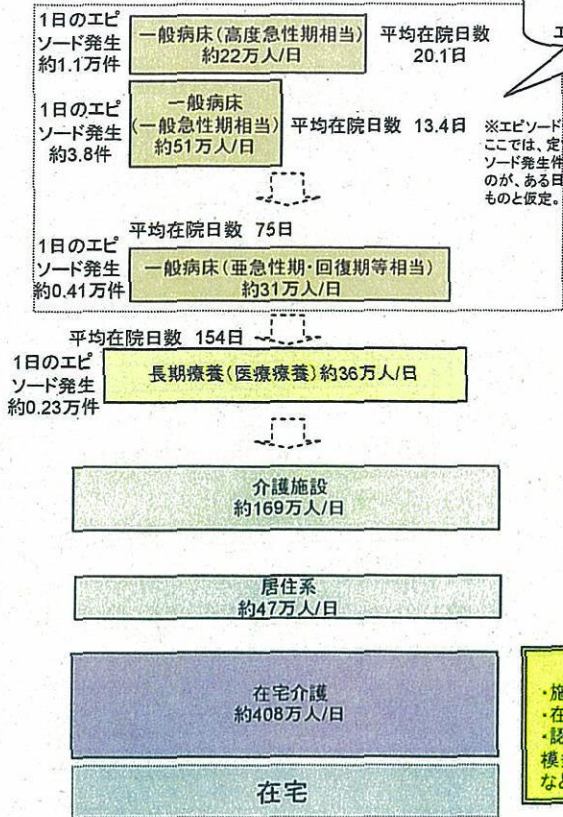 1日のエピ
ソード発生
約1.1万件
一般病床(高度急性期相当)
約22万人/日
平均在院日数
20.1日
エ
1日のエピ
ソード発生
約3.8件
一般病床
(一般急性期相当)
約51万人/日
平均在院日数 13.4日
※エピソード
ここでは、定
ソード発生件
のが、ある日
ものと仮定。
平均在院日数 75日
1日のエピ
ソード発生
約0.41万件
一般病床(亜急性期・回復期等相当)
約31万人/日
平均在院日数 154日
1日のエピ
ソード発生
約0.23万件
長期療養(医療療養)約36万人/日
介護施設
約169万人/日
居住系
約47万人/日
在宅介護
約408万人/日
在宅
・施
・在
・認
模
な